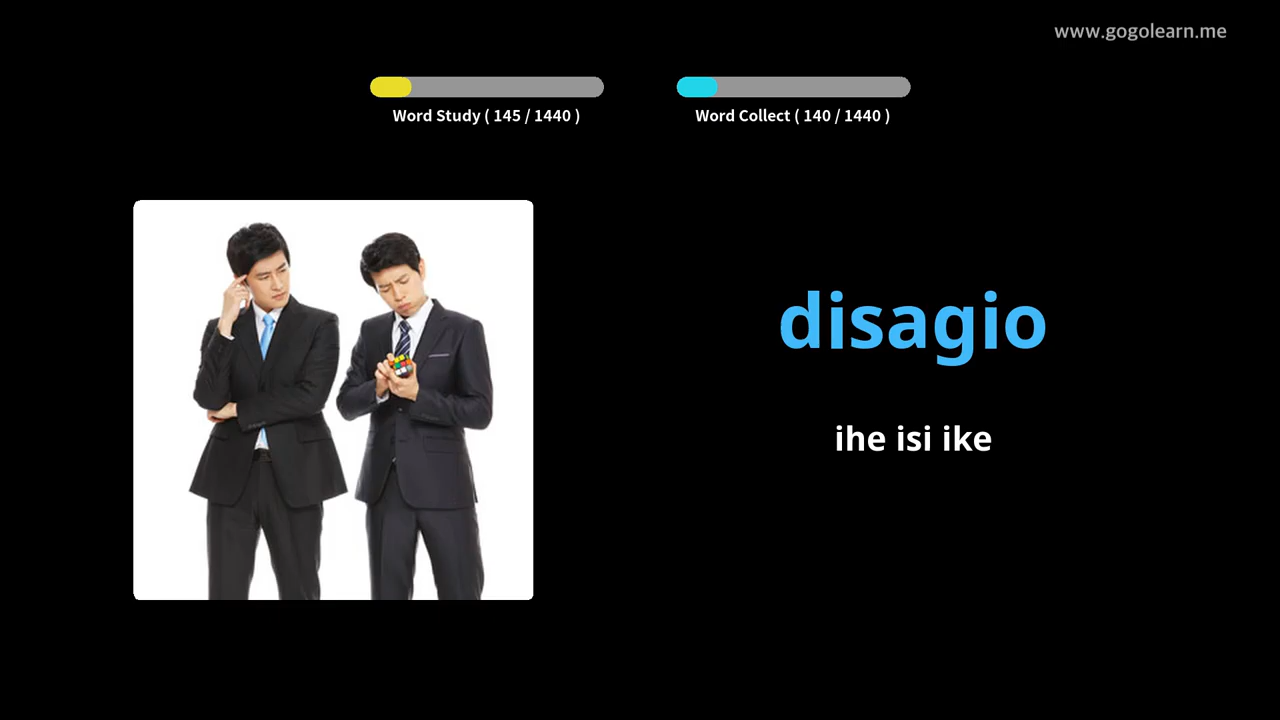 www.gogolearn.me
Word Study ( 145 / 1440 )
Word Collect ( 140 / 1440 )
disagio
ihe isi ike